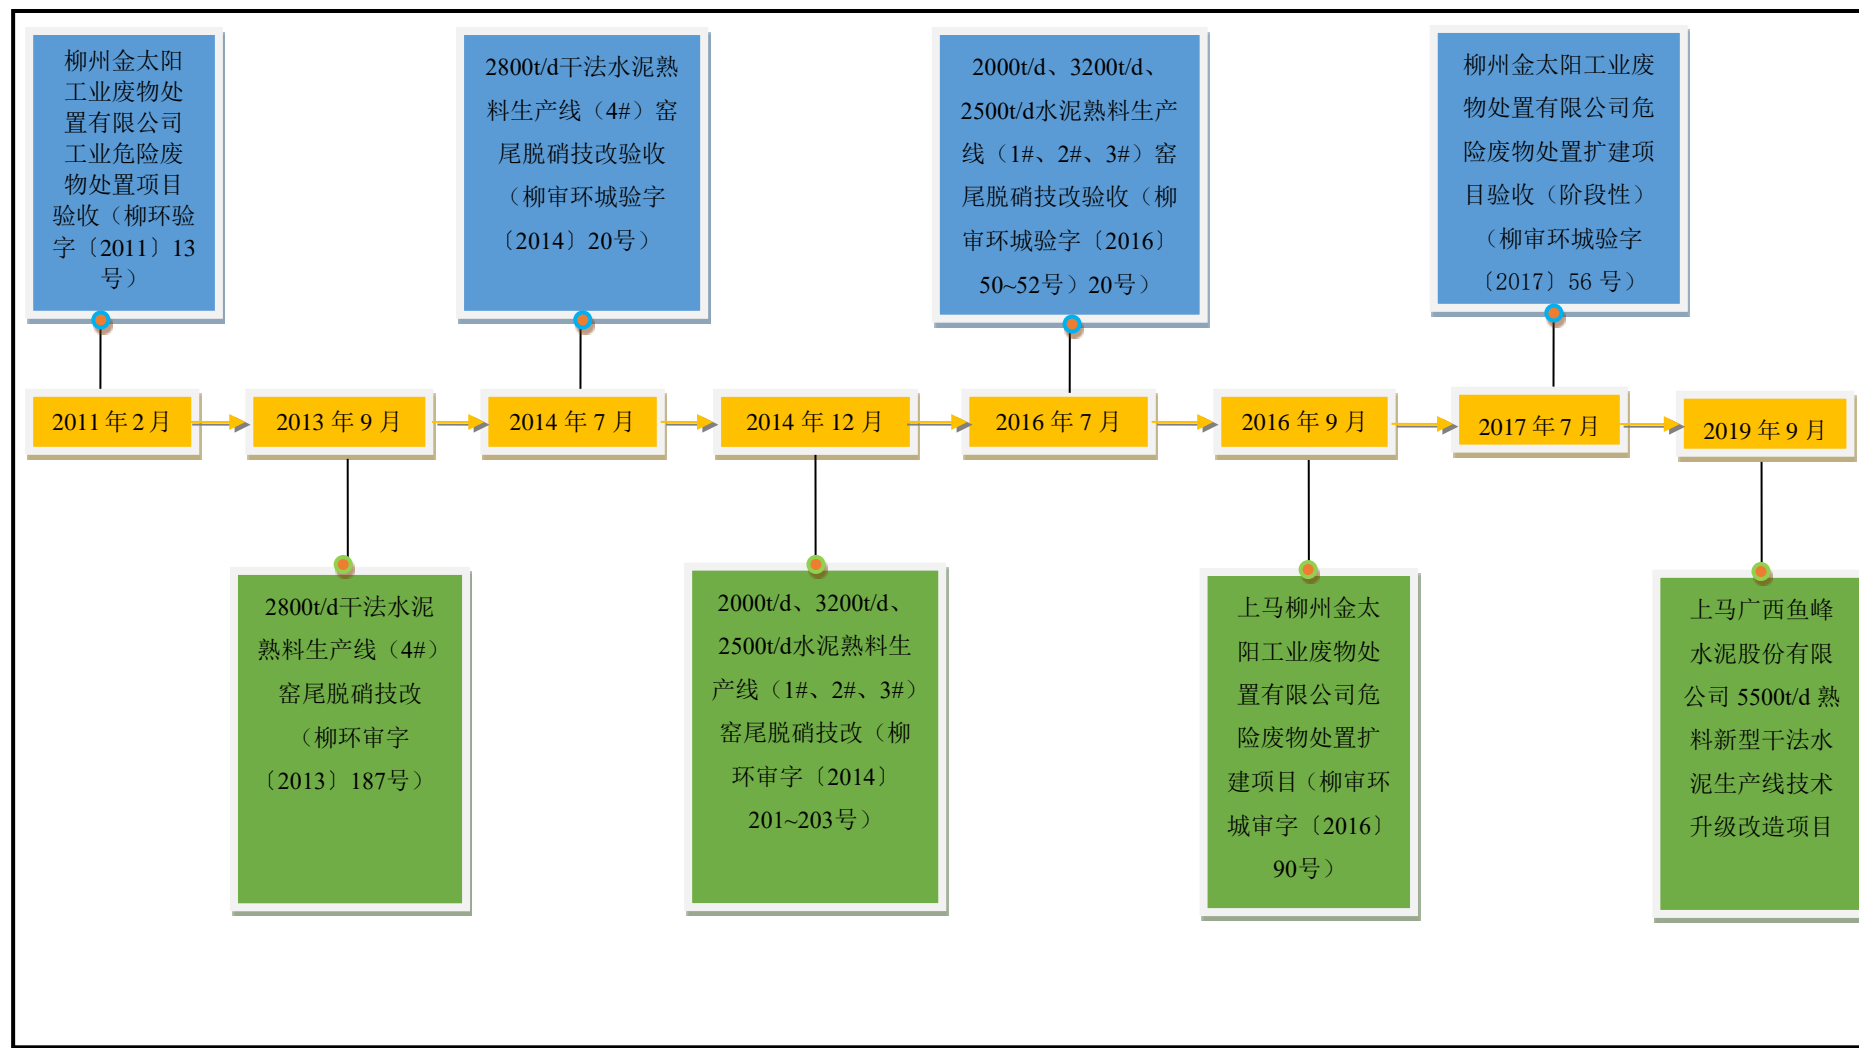 柳州金太阳
工业废物处
置有限公司
工业危险废
物处置项目
验收（柳环验
字〔2011〕13
号）
2800t/d干法水泥熟
料生产线（4#）窑
尾脱硝技改验收
（柳审环城验字
〔2014〕20号）
2000t/d、3200t/d、
2500t/d水泥熟料生产
线（1#、2#、3#）窑
尾脱硝技改验收（柳
审环城验字〔2016〕
50~52号）20号）
柳州金太阳工业废
物处置有限公司危
险废物处置扩建项
目验收（阶段性）
（柳审环城验字
〔2017〕56 号）
2011 年 2 月
2013 年 9 月
2014 年 7 月
2014 年 12 月
2016 年 7 月
2016 年 9 月
2017 年 7 月
2019 年 9 月
2800t/d干法水泥
熟料生产线（4#）
窑尾脱硝技改
（柳环审字
〔2013〕187号）
2000t/d、3200t/d、
2500t/d水泥熟料生
产线（1#、2#、3#）
窑尾脱硝技改（柳
环审字〔2014〕
201~203号）
上马柳州金太
阳工业废物处
置有限公司危
险废物处置扩
建项目（柳审环
城审字〔2016〕
90号）
上马广西鱼峰
水泥股份有限
公司 5500t/d 熟
料新型干法水
泥生产线技术
升级改造项目